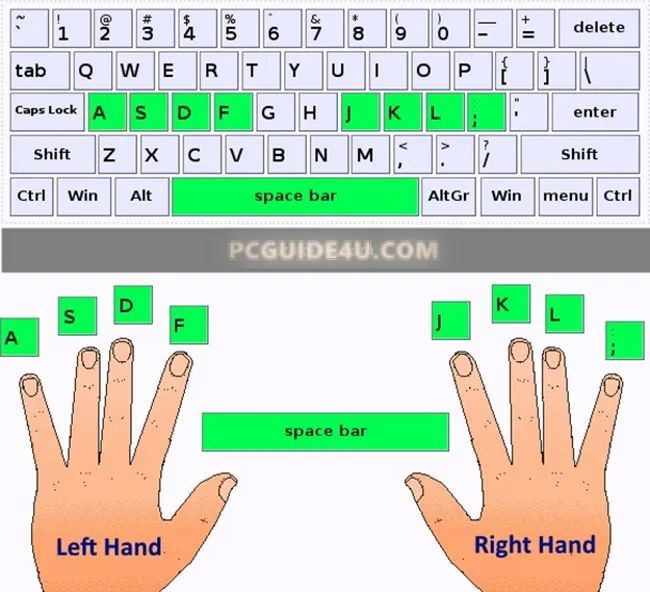 ~ ! @ # $ % ^ & * ( ) __ +
` 1 2 3 4 5 6 7 8 9 0 - = delete
tab Q W E R T Y U I O P { [ } ] | \
Caps Lock A S D F G H J K L : ; " ' enter
Shift Z X C V B N M < , > . ? / Shift
Ctrl Win Alt space bar AltGr Win menu Ctrl
PCGUIDE4U.COM
A S D F J K L : ;
space bar
Left Hand Right Hand